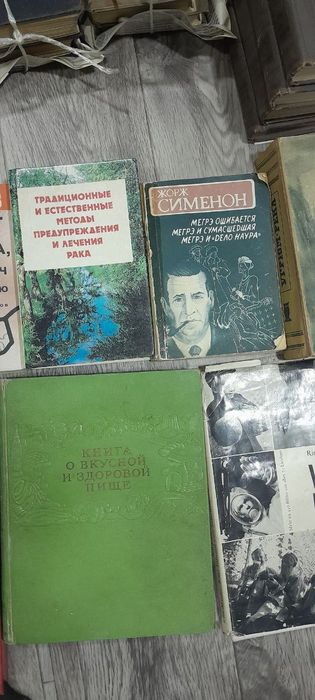 ТРАДИЦИОННЫЕ
И ЕСТЕСТВЕННЫЕ
МЕТОДЫ
ПРЕДУПРЕЖДЕНИЯ
И ЛЕЧЕНИЯ
РАКА
ЖОРЖ
СИМЕНОН
МЕГРЭ ОШИБАЕТСЯ
МЕГРЭ И СУМАСШЕДШАЯ
МЕГРЭ И «ДЕЛО НАУРА»
КНИГА
О ВКУСНОЙ
И ЗДОРОВОЙ
ПИЩЕ